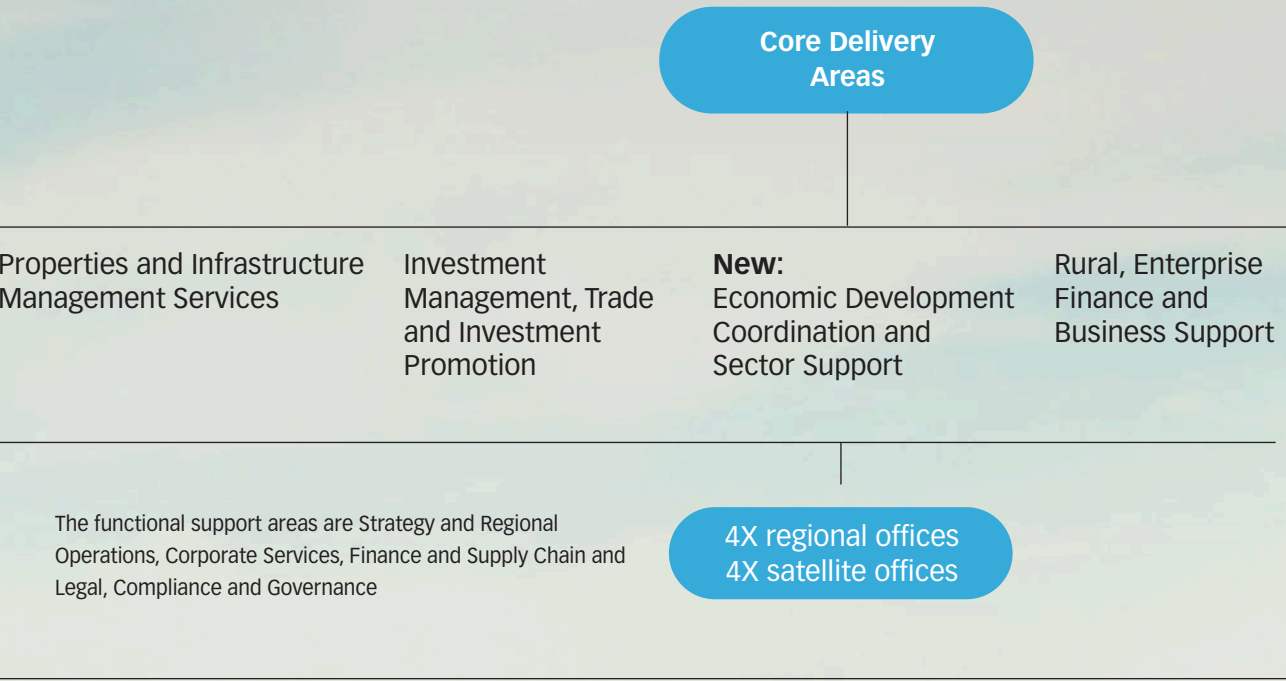 Core Delivery
Areas
Properties and Infrastructure
Management Services
Investment
Management, Trade
and Investment
Promotion
New:
Economic Development
Coordination and
Sector Support
Rural, Enterprise
Finance and
Business Support
The functional support areas are Strategy and Regional
Operations, Corporate Services, Finance and Supply Chain and
Legal, Compliance and Governance
4X regional offices
4X satellite offices